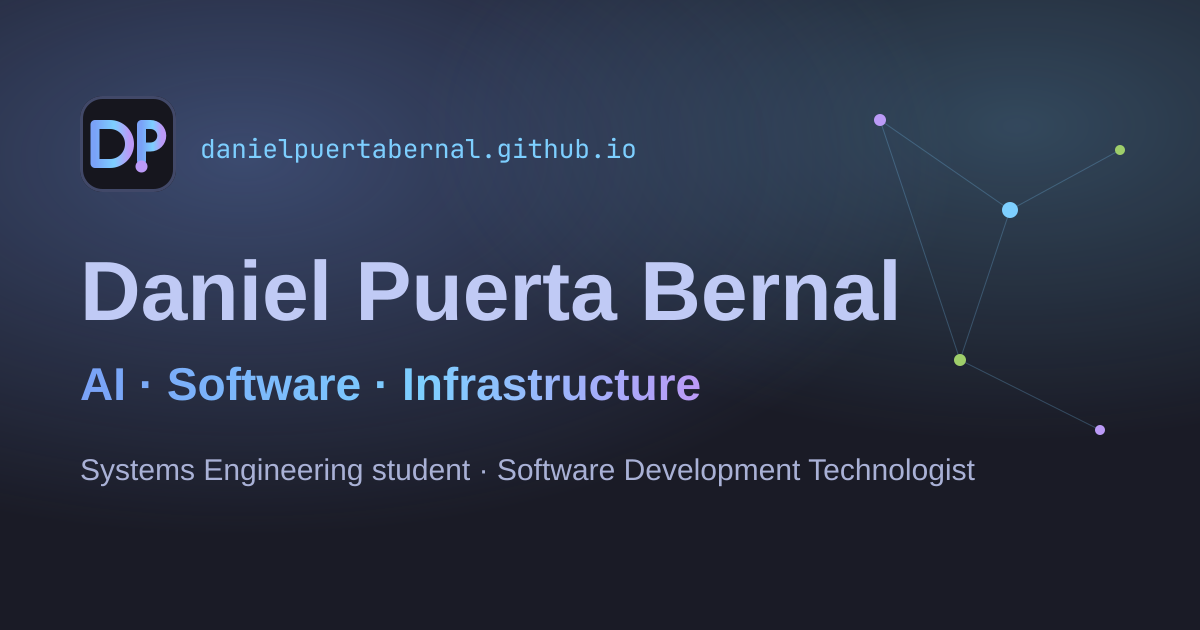 DP
danielpuertabernal.github.io
Daniel Puerta Bernal
AI · Software · Infrastructure
Systems Engineering student · Software Development Technologist